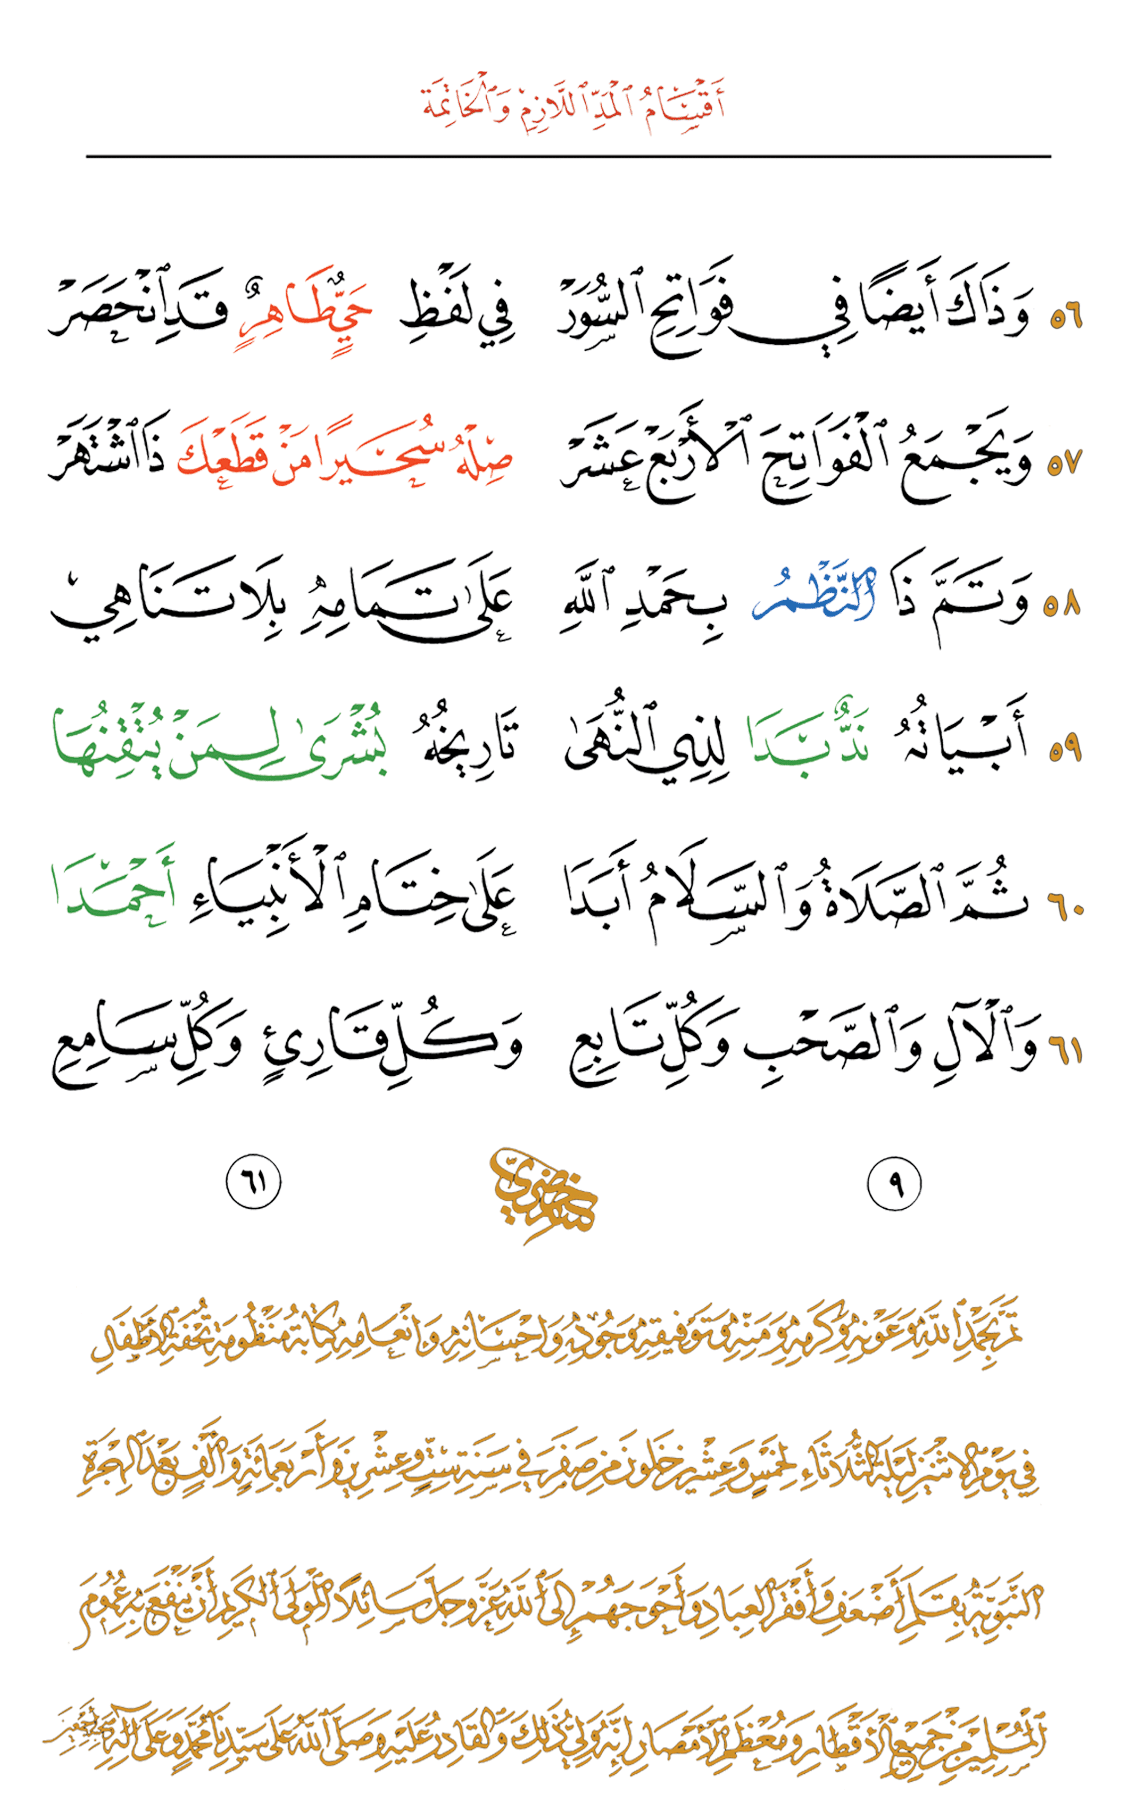 أَقْسَامُ ٱلْمَدِّ ٱللَّازِمِ وَٱلْخَاتِمَة
٥٦ وَذَاكَ أَيضًا فِي فَوَاتِحِ ٱلسُّوَرْ فِي لَفْظِ حَيٌّ طَاهِرٌ قَدِ ٱنْحَصَرْ
٥٧ وَيَجْمَعُ ٱلْفَوَاتِحَ ٱلْأَرْبَعْ عَشَرْ صِلْهُ سُحَيْرًا مَنْ قَطَعْكَ ذَا ٱشْتَهَرْ
٥٨ وَتَمَّ ذَا ٱلنَّظْمُ بِحَمْدِ ٱللَّهِ عَلَىٰ تَمَامِهِ بِلَا تَنَاهِي
٥٩ أَبْيَاتُهُ نَدٌّ بَدَا لِذِي ٱلنُّهَىٰ تَارِيخُهُ بُشْرَىٰ لِمَنْ يُتْقِنُهَا
٦٠ ثُمَّ ٱلصَّلَاةُ وَٱلسَّلَامُ أَبَدَا عَلَىٰ خِتَامِ ٱلْأَنْبِيَاءِ أَحْمَدَا
٦١ وَٱلْآلِ وَٱلصَّحْبِ وَكُلِّ تَابِعِ وَكُلِّ قَارِئٍ وَكُلِّ سَامِعِ
٩ ٦١
تَمَّ بِحَمْدِ ٱللَّهِ وَعَوْنِهِ وَكَرَمِهِ وَمَنِّهِ وَتَوْفِيقِهِ وَجُودِهِ وَإِحْسَانِهِ وَإِنْعَامِهِ كِتَابَةُ مَنْظُومَةِ تُحْفَةِ ٱلْأَطْفَالِ
فِي يَوْمِ ٱلِاثْنَيْنِ لَيْلَةَ ٱلثُّلَاثَاءِ لِخَمْسٍ وَعِشْرِينَ خَلَوْنَ مِنْ صَفَرَ فِي سَنَةِ سِتٍّ وَعِشْرِينَ وَأَرْبَعِمِائَةٍ وَأَلْفٍ بَعْدَ ٱلْهِجْرَةِ
ٱلنَّبَوِيَّةِ بِقَلَمِ أَضْعَفِ وَأَفْقَرِ ٱلْعِبَادِ وَأَحْوَجِهِمْ إِلَى ٱللَّهِ عَزَّ وَجَلَّ سَائِلًا ٱلْمَوْلَى ٱلْكَرِيمَ أَنْ يَنْفَعَ بِهِ عُمُومَ
ٱلْمُسْلِمِينَ مِنْ جَمِيعِ ٱلْأَقْطَارِ وَمُعْظَمِ ٱلْأَمْصَارِ إِنَّهُ وَلِيُّ ذَٰلِكَ وَٱلْقَادِرُ عَلَيْهِ وَصَلَّى ٱللَّهُ عَلَى سَيِّدِنَا مُحَمَّدٍ وَعَلَى آلِهِ